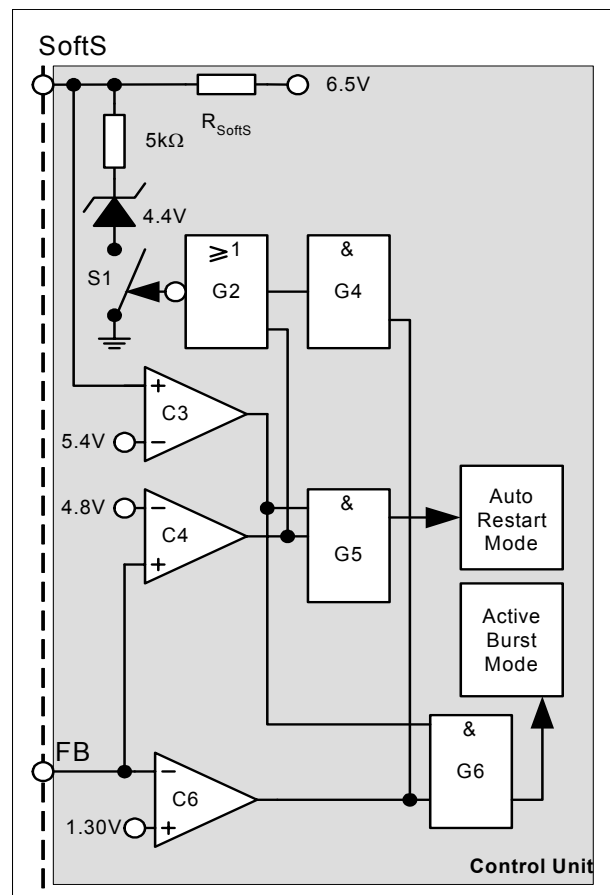 SoftS
6.5V
R_SoftS
5kΩ
4.4V
S1
≥1
G2
&
G4
+
C3
5.4V
−
4.8V
−
C4
+
&
G5
Auto
Restart
Mode
Active
Burst
Mode
FB
−
C6
1.30V
+
&
G6
Control Unit